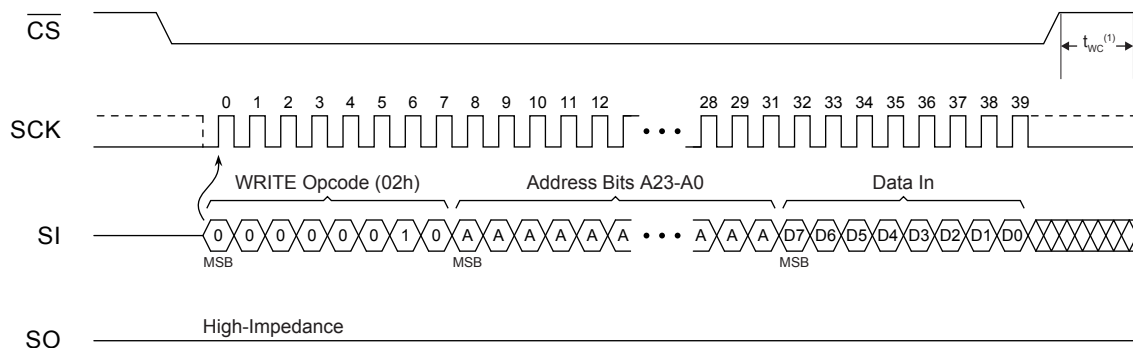 CS
t_WC(1)
0 1 2 3 4 5 6 7 8 9 10 11 12 28 29 31 32 33 34 35 36 37 38 39
SCK
• • •
WRITE Opcode (02h) Address Bits A23-A0 Data In
SI 0 0 0 0 0 0 1 0 A A A A A A • • • A A A D7 D6 D5 D4 D3 D2 D1 D0
MSB MSB MSB
High-Impedance
SO